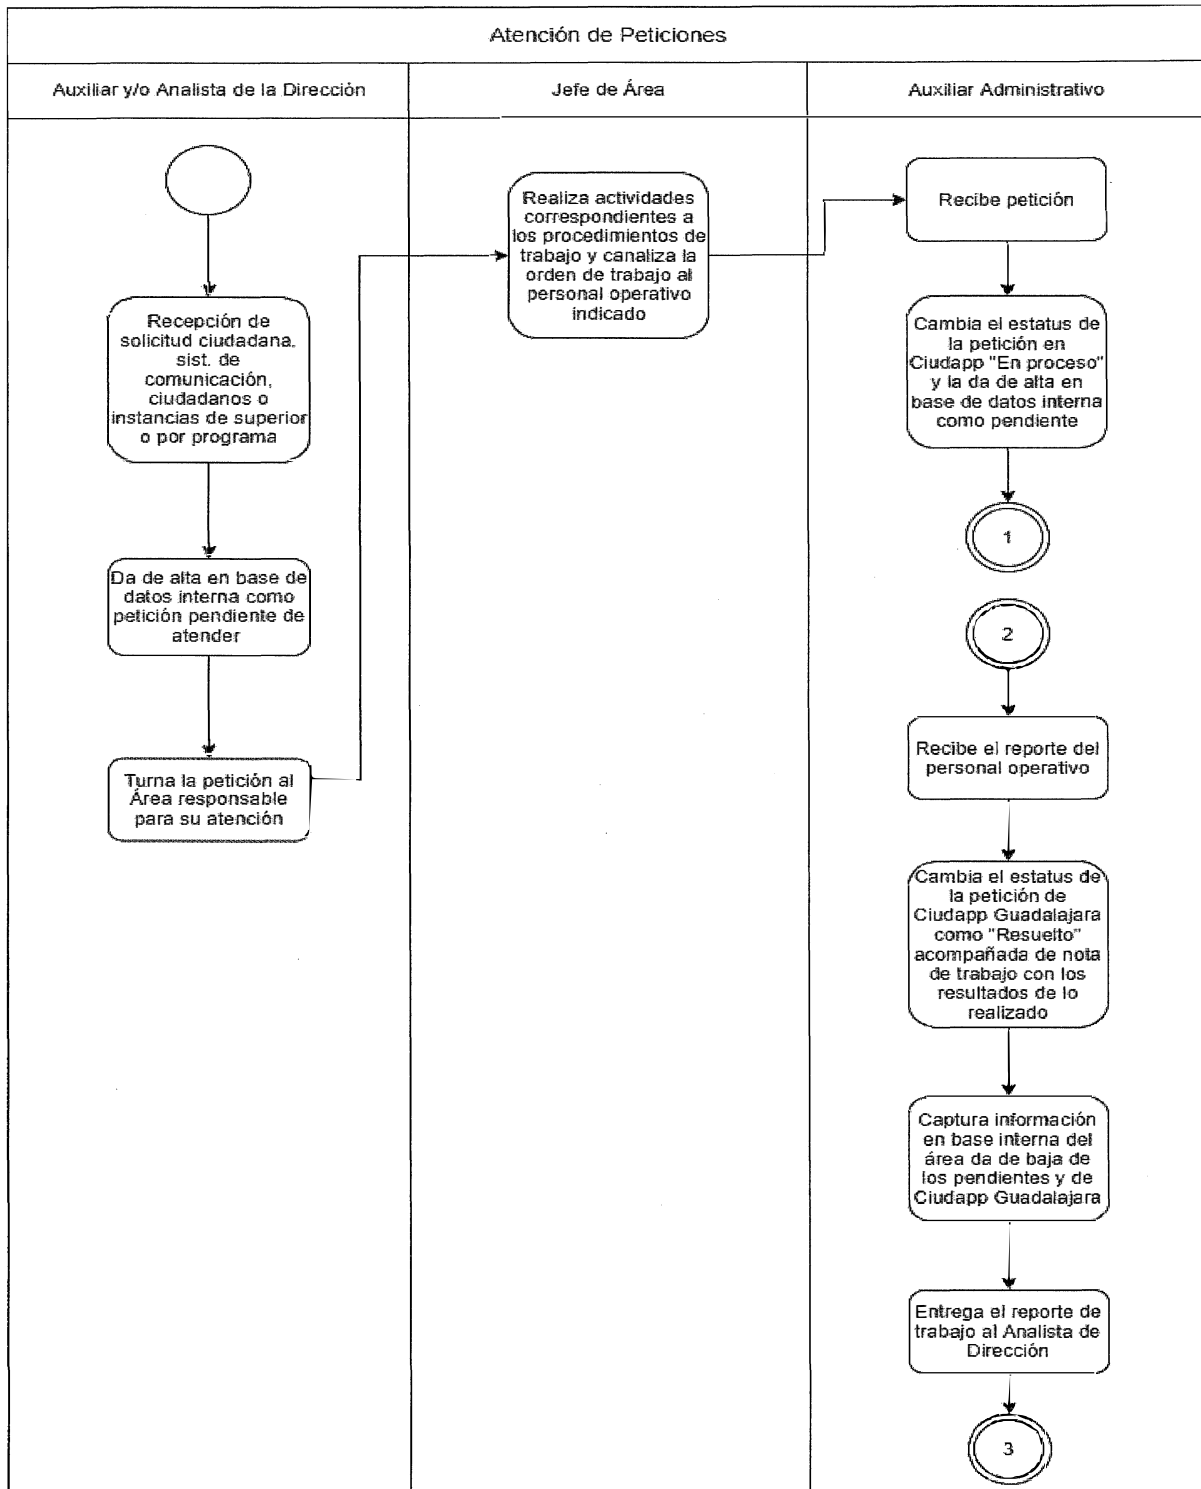 Atención de Peticiones
Auxiliar y/o Analista de la Dirección
Jefe de Área
Auxiliar Administrativo
Recepción de
solicitud ciudadana,
sist. de
comunicación,
ciudadanos o
instancias de superior
o por programa
Da de alta en base de
datos interna como
petición pendiente de
atender
Turna la petición al
Área responsable
para su atención
Realiza actividades
correspondientes a
los procedimientos de
trabajo y canaliza la
orden de trabajo al
personal operativo
indicado
Recibe petición
Cambia el estatus de
la petición en
Ciudapp "En proceso"
y la da de alta en
base de datos interna
como pendiente
1
2
Recibe el reporte del
personal operativo
Cambia el estatus de
la petición de
Ciudapp Guadalajara
como "Resuelto"
acompañada de nota
de trabajo con los
resultados de lo
realizado
Captura información
en base interna del
área da de baja de
los pendientes y de
Ciudapp Guadalajara
Entrega el reporte de
trabajo al Analista de
Dirección
3